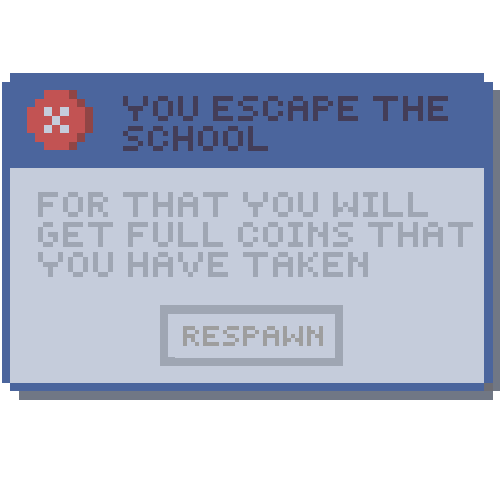 YOU ESCAPE THE
SCHOOL
FOR THAT YOU WILL
GET FULL COINS THAT
YOU HAVE TAKEN
RESPAWN